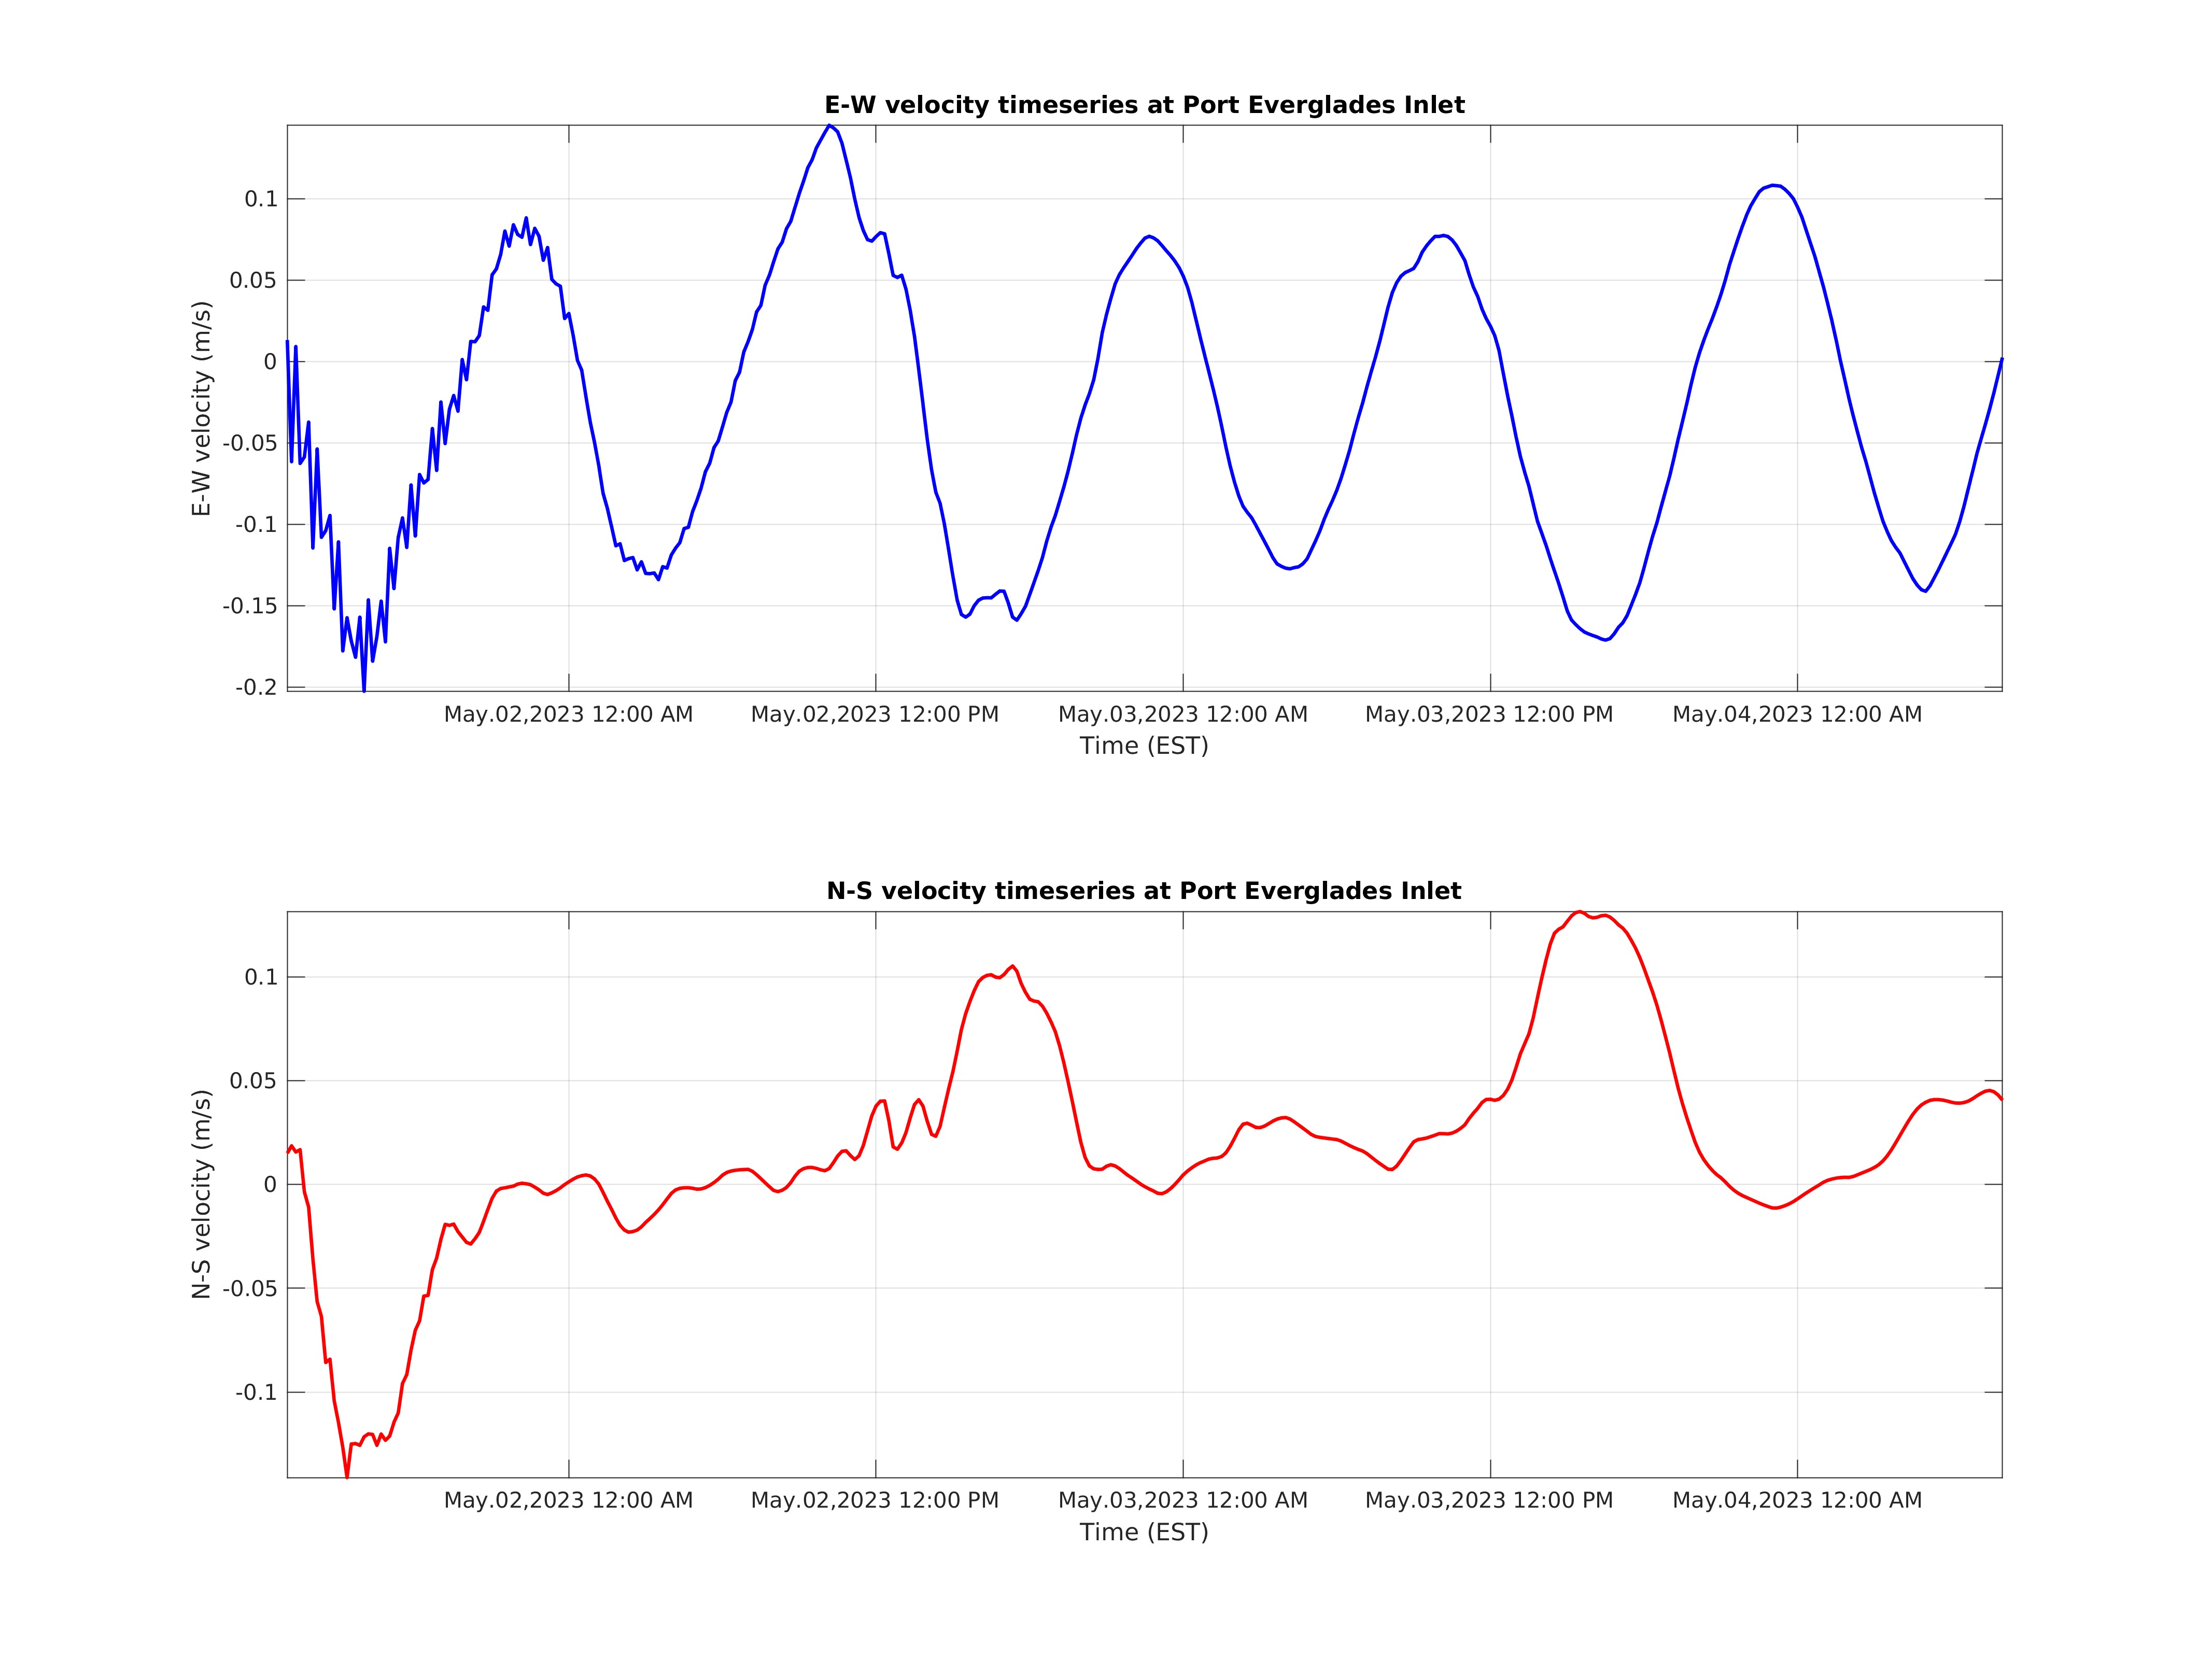 E-W velocity timeseries at Port Everglades Inlet
E-W velocity (m/s)
0.1
0.05
0
-0.05
-0.1
-0.15
-0.2
May.02,2023 12:00 AM
May.02,2023 12:00 PM
May.03,2023 12:00 AM
May.03,2023 12:00 PM
May.04,2023 12:00 AM
Time (EST)
N-S velocity timeseries at Port Everglades Inlet
N-S velocity (m/s)
0.1
0.05
0
-0.05
-0.1
May.02,2023 12:00 AM
May.02,2023 12:00 PM
May.03,2023 12:00 AM
May.03,2023 12:00 PM
May.04,2023 12:00 AM
Time (EST)